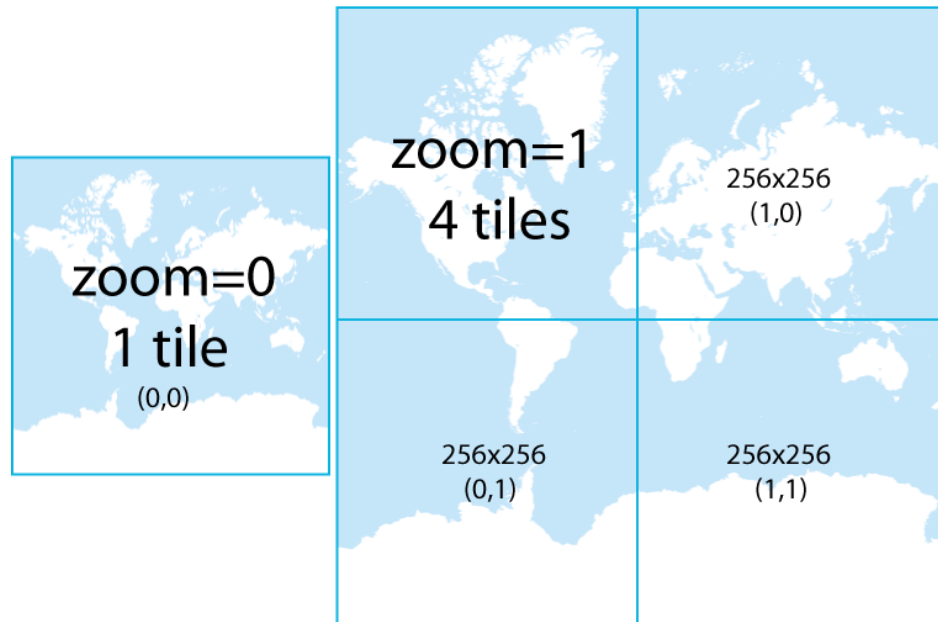 zoom=0
1 tile
(0,0)
zoom=1
4 tiles
256x256
(1,0)
256x256
(0,1)
256x256
(1,1)